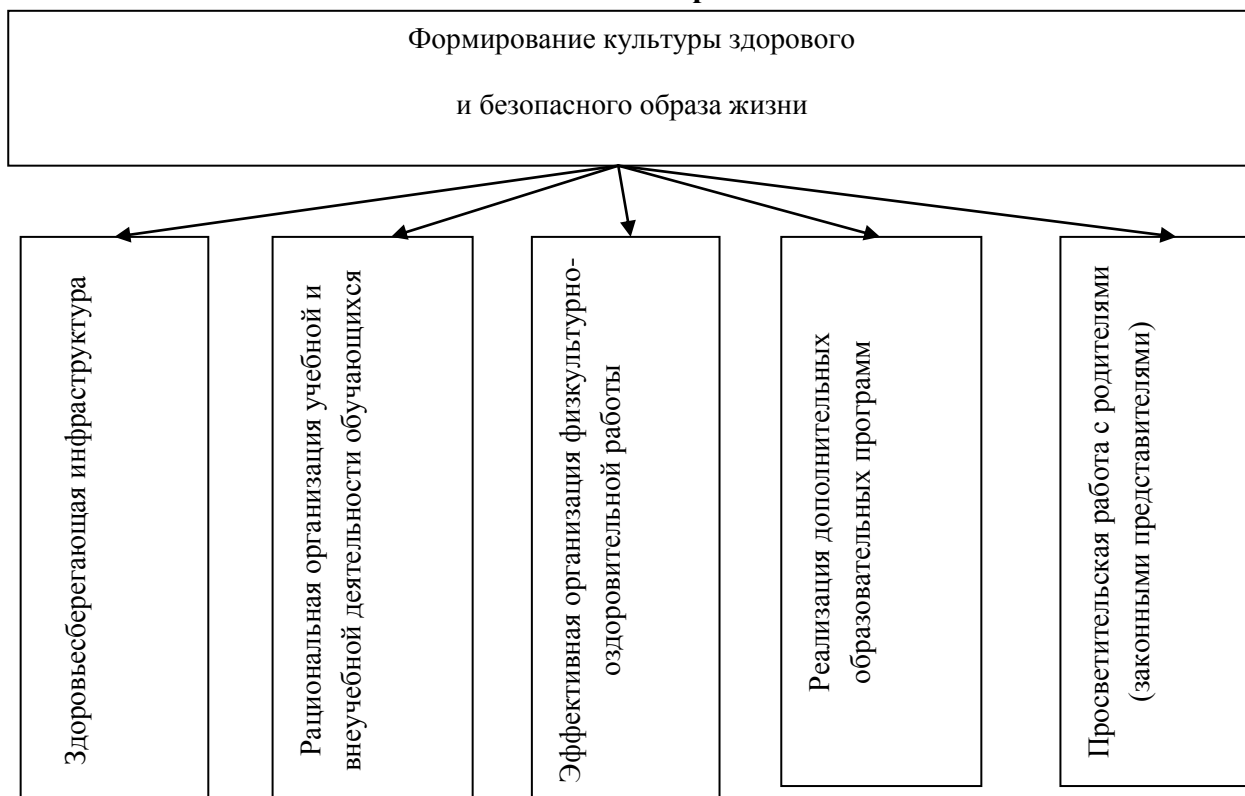 Формирование культуры здорового
и безопасного образа жизни
Здоровьесберегающая инфраструктура
Рациональная организация учебной и
внеучебной деятельности обучающихся
Эффективная организация физкультурно-
оздоровительной работы
Реализация дополнительных
образовательных программ
Просветительская работа с родителями
(законными представителями)